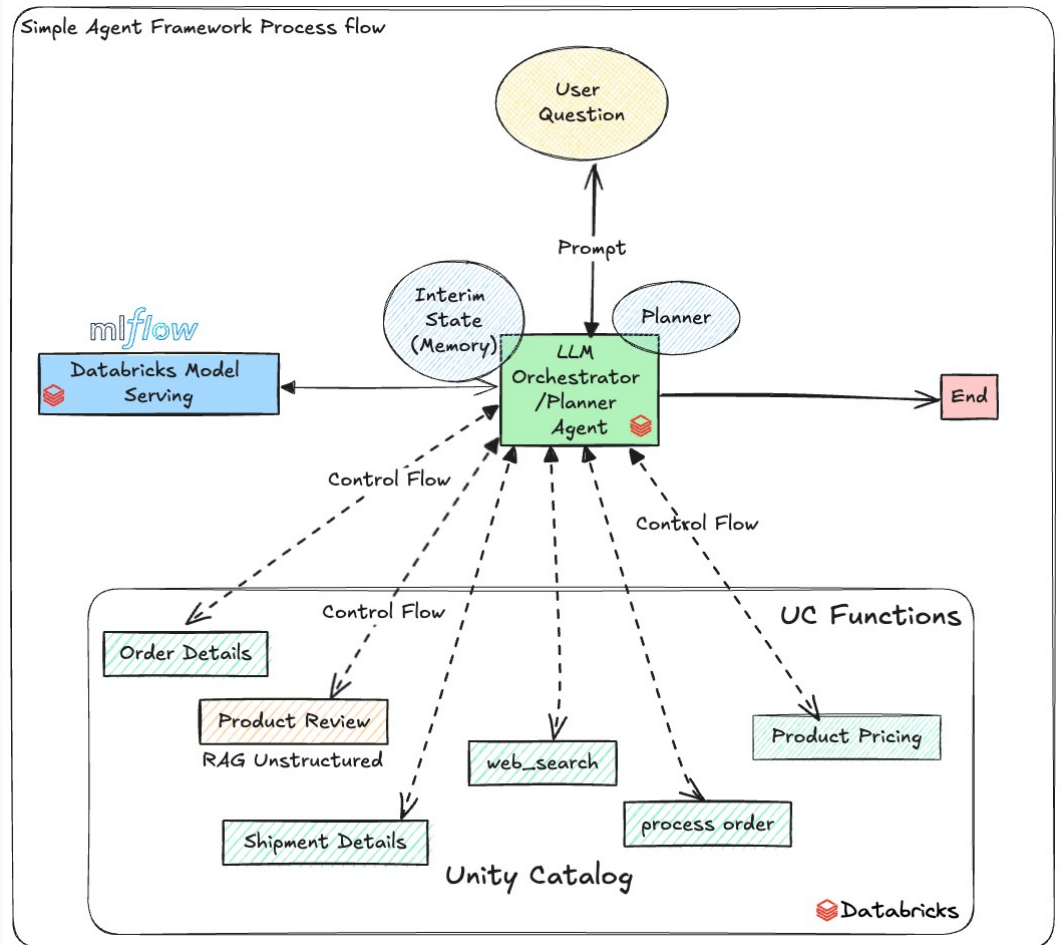 Simple Agent Framework Process flow
User
Question
Prompt
Interim
State
(Memory)
Planner
mlflow
Databricks Model
Serving
LLM
Orchestrator
/Planner
Agent
End
Control Flow
Control Flow
Control Flow
UC Functions
Order Details
Product Review
RAG Unstructured
Product Pricing
web_search
process order
Shipment Details
Unity Catalog
Databricks